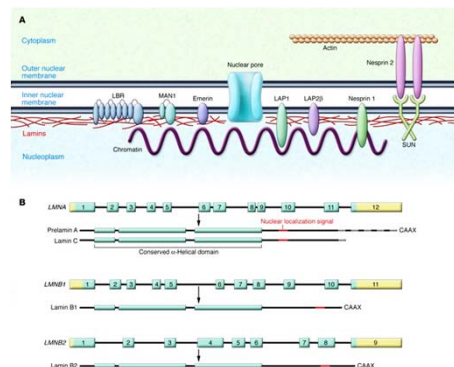 A
Cytoplasm
Actin
Outer nuclear
membrane
Nuclear pore
Nesprin 2
Inner nuclear
membrane
LBR
MAN1
Emerin
LAP1
LAP2β
Nesprin 1
Lamins
SUN
Chromatin
Nucleoplasm
B
LMNA
1 2 3 4 5 6 7 8 9 10 11 12
Nuclear localization signal
Prelamin A
CAAX
Lamin C
Conserved α-Helical domain
LMNB1
1 2 3 4 5 6 7 8 9 10 11
Lamin B1
CAAX
LMNB2
1 2 3 4 5 6 7 8 9
Lamin B2
CAAX